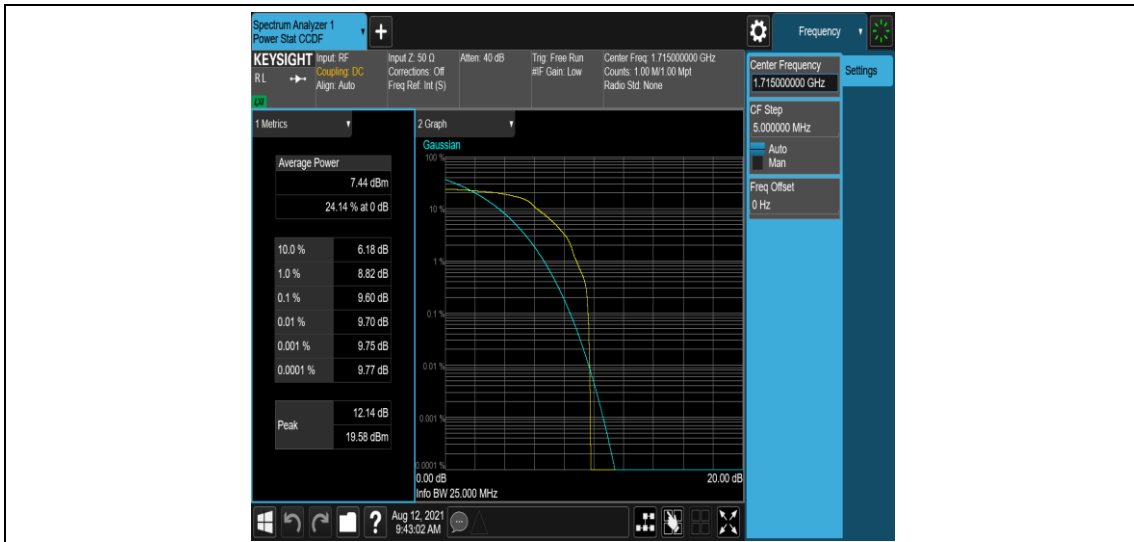 Spectrum Analyzer 1
Power Stat CCDF
+
Frequency
KEYSIGHT
RL
LM
Input: RF
Coupling: DC
Align: Auto
Input Z: 50 Ω
Corrections: Off
Freq Ref: Int (S)
Atten: 40 dB
Trig: Free Run
#IF Gain: Low
Center Freq: 1.715000000 GHz
Counts: 1.00 M/1.00 Mpt
Radio Std: None
Center Frequency
1.715000000 GHz
Settings
CF Step
5.000000 MHz
Auto
Man
Freq Offset
0 Hz
1 Metrics
Average Power
7.44 dBm
24.14 % at 0 dB
10.0 % 6.18 dB
1.0 % 8.82 dB
0.1 % 9.60 dB
0.01 % 9.70 dB
0.001 % 9.75 dB
0.0001 % 9.77 dB
Peak
12.14 dB
19.58 dBm
2 Graph
Gaussian
100 %
10 %
1 %
0.1 %
0.01 %
0.001 %
0.0001 %
0.00 dB 20.00 dB
Info BW 25.000 MHz
?
Aug 12, 2021
9:43:02 AM